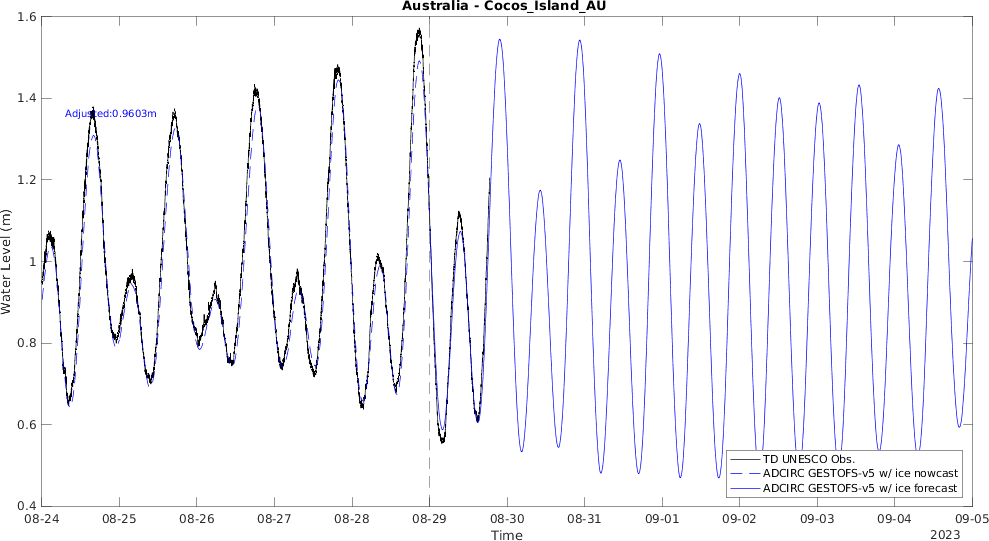 Australia - Cocos_Island_AU
1.6
1.4
1.2
1
0.8
0.6
0.4
Water Level (m)
Adjusted:0.9603m
TD UNESCO Obs.
ADCIRC GESTOFS-v5 w/ ice nowcast
ADCIRC GESTOFS-v5 w/ ice forecast
08-24 08-25 08-26 08-27 08-28 08-29 08-30 08-31 09-01 09-02 09-03 09-04 09-05
Time
2023